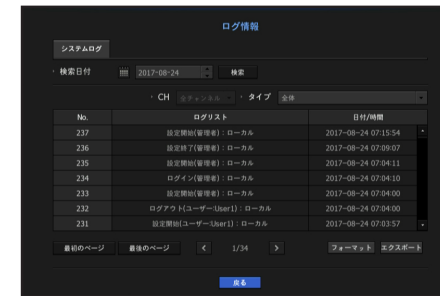 ログ情報
システムログ
・検索日付 2017-08-24 検索
・CH 全チャンネル ・タイプ 全体
No. ログリスト 日付/時間
237 設定開始(管理者) : ローカル 2017-08-24 07:15:54
236 設定終了(管理者) : ローカル 2017-08-24 07:09:07
235 設定開始(管理者) : ローカル 2017-08-24 07:04:11
234 ログイン(管理者) : ローカル 2017-08-24 07:04:10
233 設定開始(管理者) : ローカル 2017-08-24 07:04:00
232 ログアウト(ユーザー:User1) : ローカル 2017-08-24 07:04:00
231 設定開始(ユーザー:User1) : ローカル 2017-08-24 07:03:57
最初のページ 最後のページ < 1/34 > フォーマット エクスポート
戻る